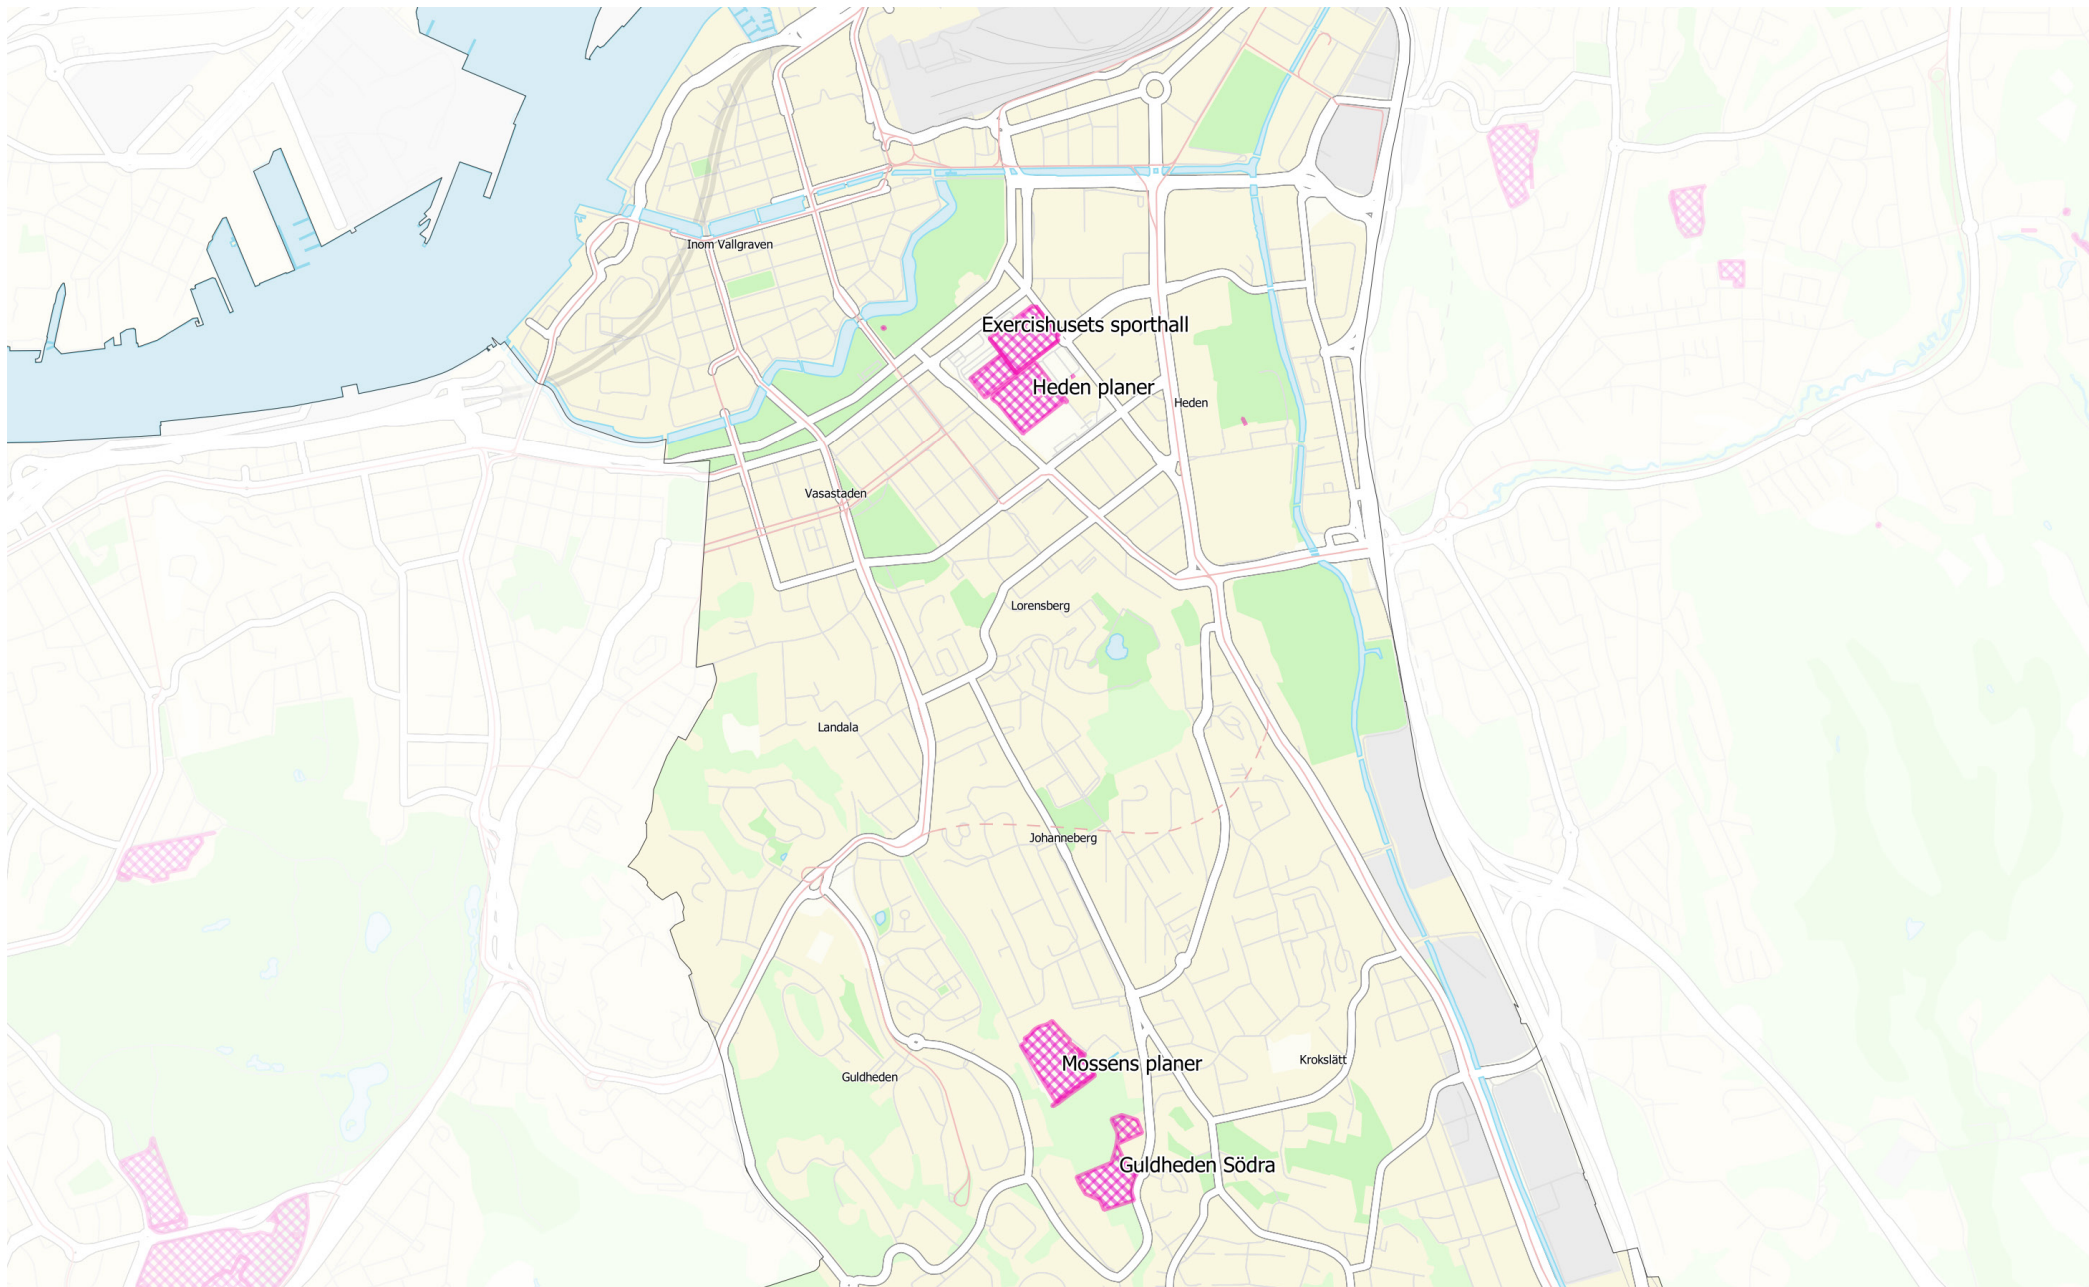 Inom Vallgraven
Exercishusets sporthall
Heden planer
Heden
Vasastaden
Lorensberg
Landala
Johanneberg
Mossens planer
Krokslätt
Guldheden
Guldheden Södra